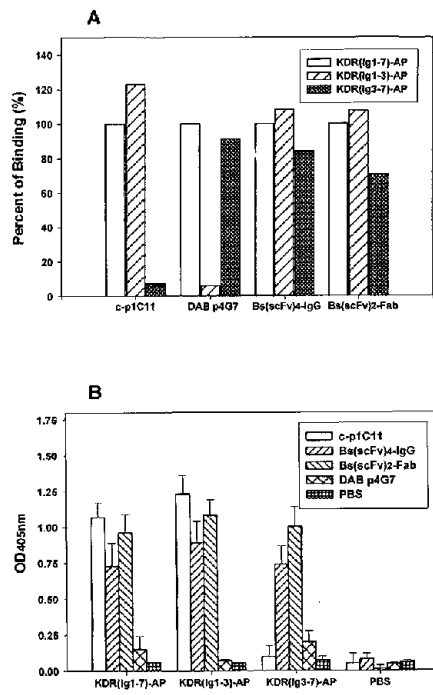 A
KDR(Ig1-7)-AP
KDR(Ig1-3)-AP
KDR(Ig3-7)-AP
Percent of Binding (%)
140
120
100
80
60
40
20
0
c-p1C11
DAB p4G7
Bs(scFv)4-IgG
Bs(scFv)2-Fab
B
c-p1C11
Bs(scFv)4-IgG
Bs(scFv)2-Fab
DAB p4G7
PBS
OD405nm
1.75
1.50
1.25
1.00
0.75
0.50
0.25
0.00
KDR(Ig1-7)-AP
KDR(Ig1-3)-AP
KDR(Ig3-7)-AP
PBS